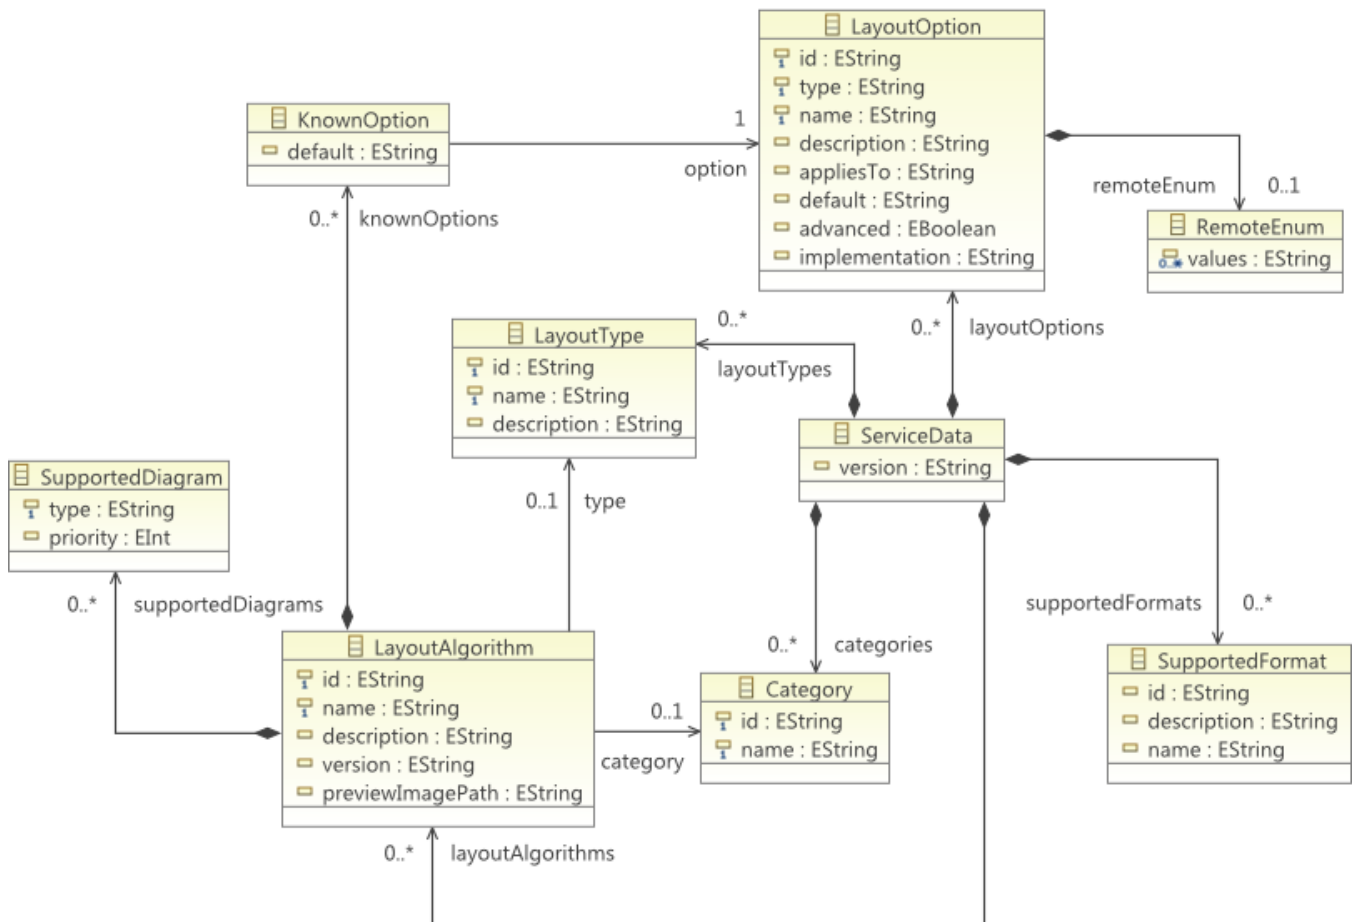 LayoutOption
id : EString
type : EString
name : EString
description : EString
appliesTo : EString
default : EString
advanced : EBoolean
implementation : EString
KnownOption
default : EString
1
option
remoteEnum
0..1
RemoteEnum
0..* values : EString
0..* knownOptions
LayoutType
id : EString
name : EString
description : EString
0..*
layoutTypes
0..* layoutOptions
ServiceData
version : EString
SupportedDiagram
type : EString
priority : EInt
0..1 type
0..* supportedDiagrams
supportedFormats 0..*
LayoutAlgorithm
id : EString
name : EString
description : EString
version : EString
previewImagePath : EString
0..* categories
0..1
category
Category
id : EString
name : EString
SupportedFormat
id : EString
description : EString
name : EString
0..* layoutAlgorithms